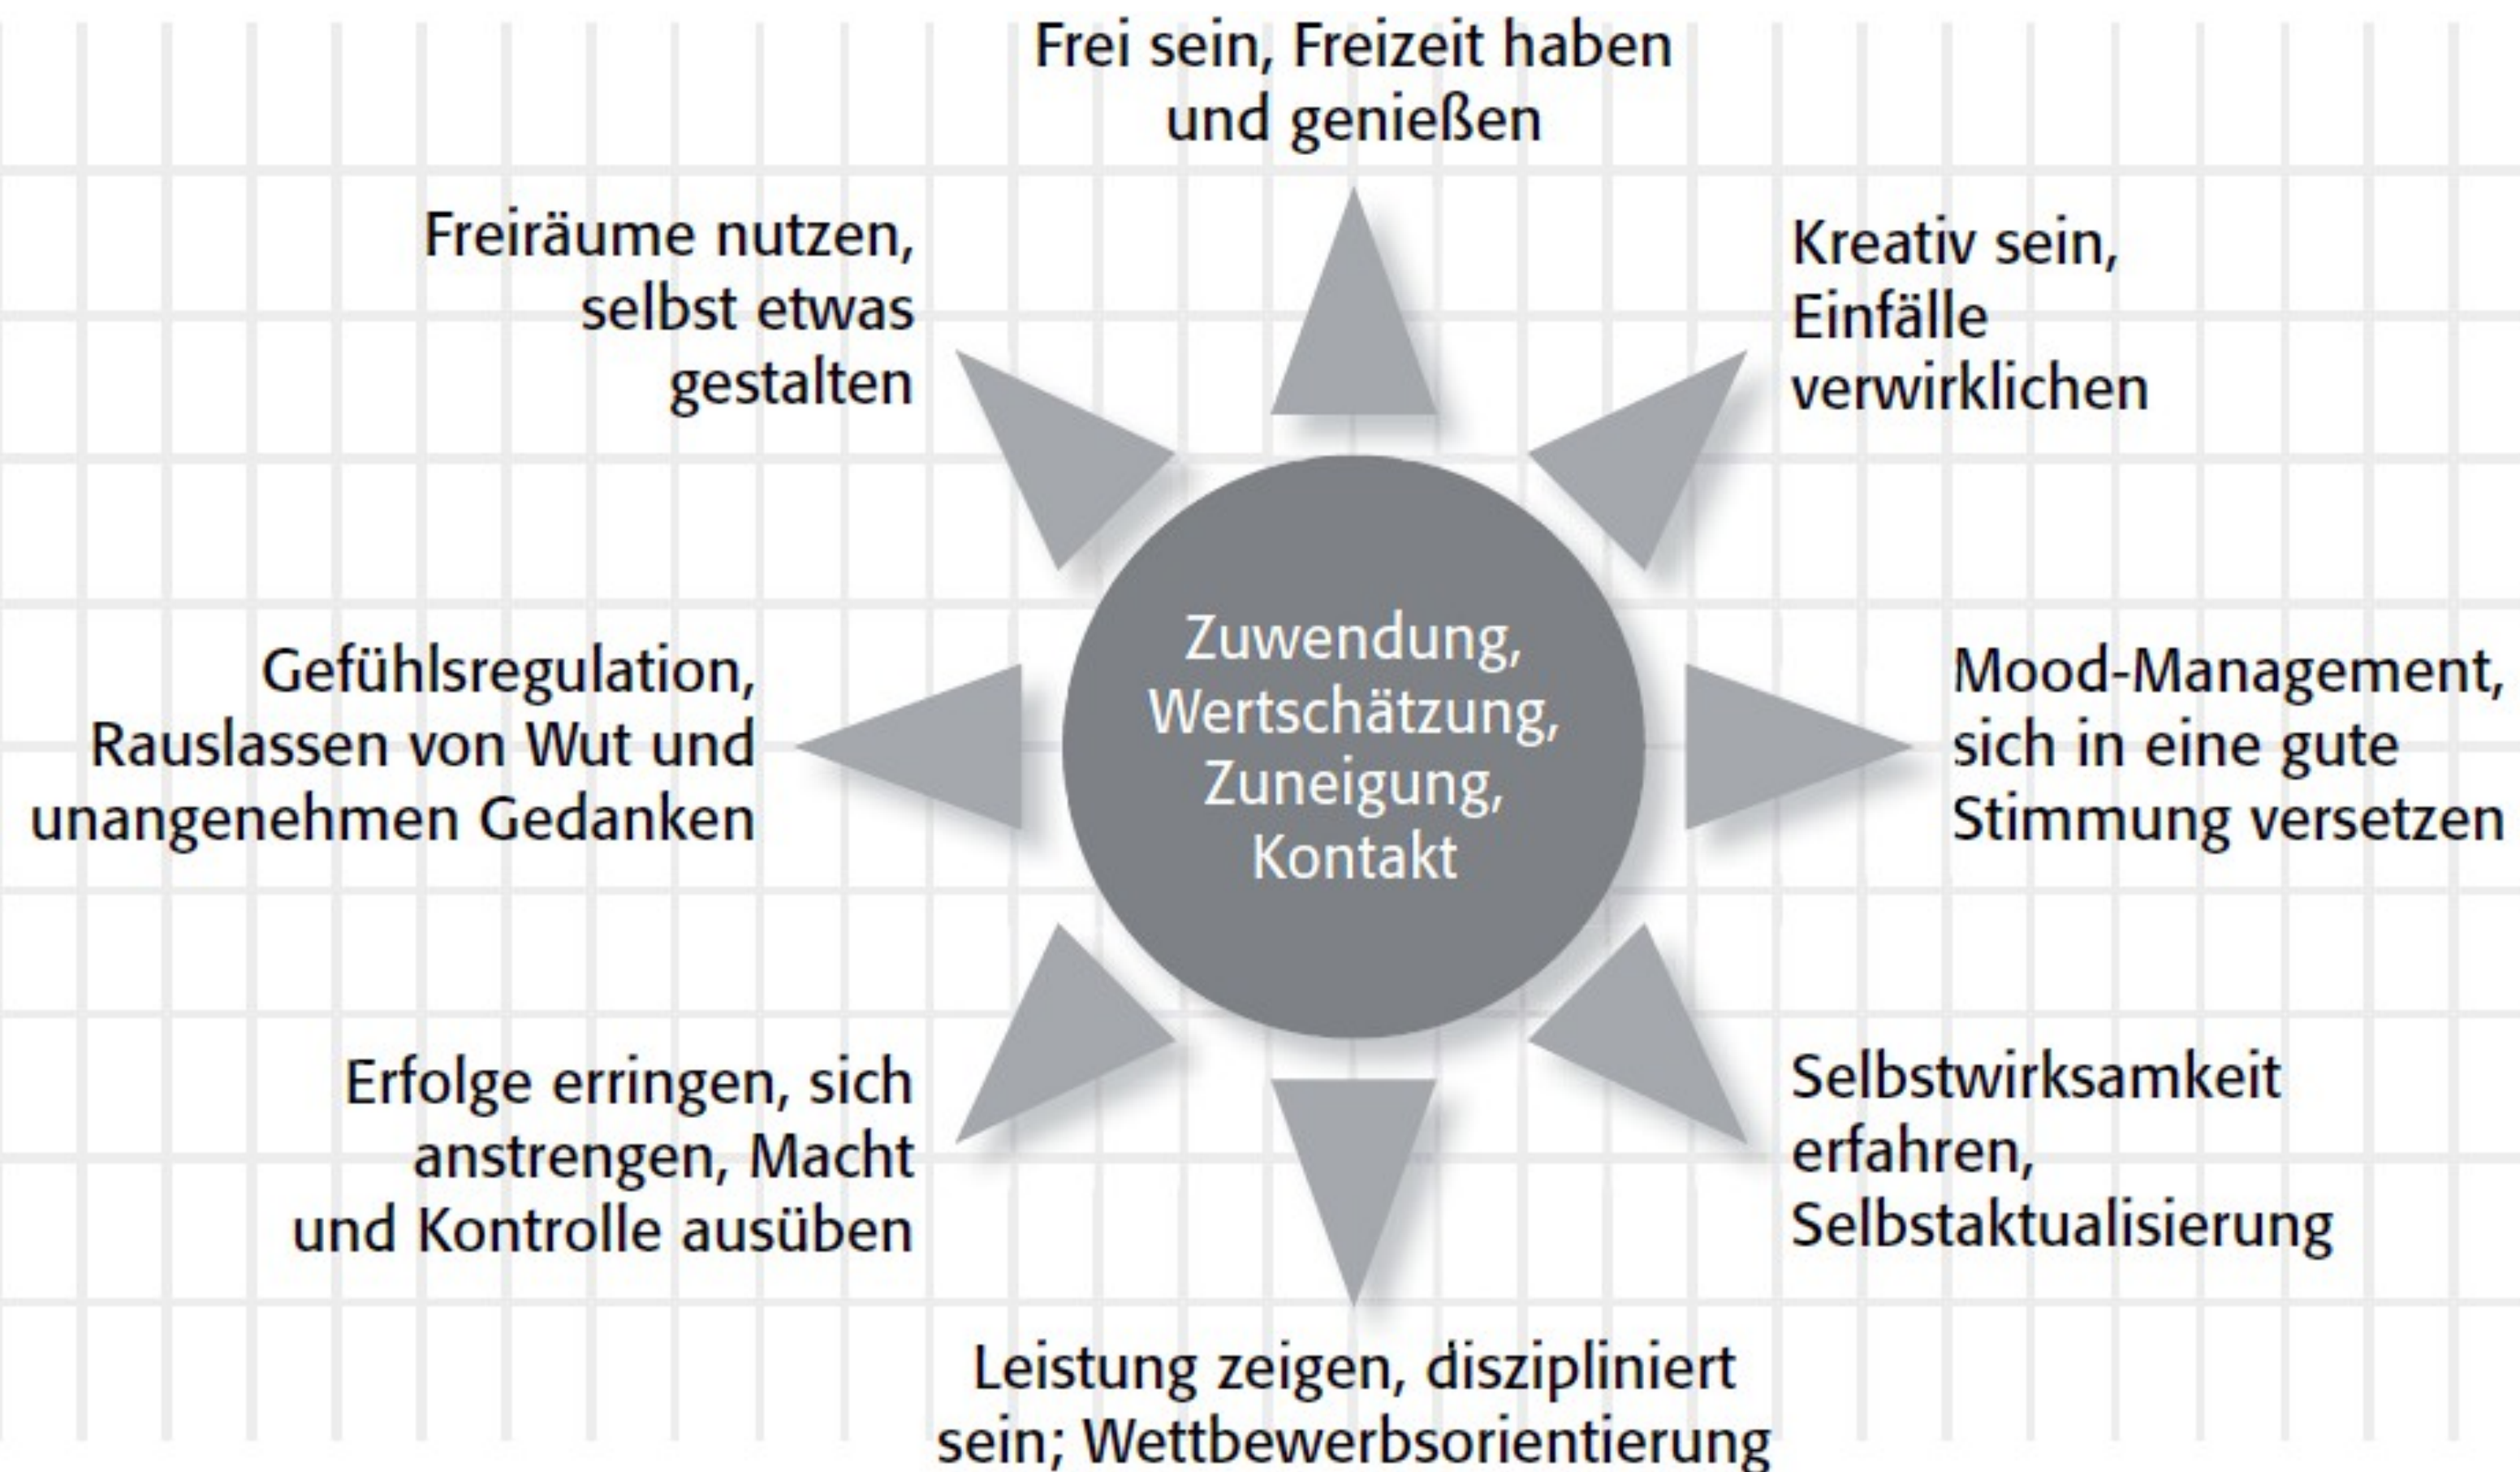 Frei sein, Freizeit haben
und genießen
Freiräume nutzen,
selbst etwas
gestalten
Kreativ sein,
Einfälle
verwirklichen
Gefühlsregulation,
Rauslassen von Wut und
unangenehmen Gedanken
Zuwendung,
Wertschätzung,
Zuneigung,
Kontakt
Mood-Management,
sich in eine gute
Stimmung versetzen
Erfolge erringen, sich
anstrengen, Macht
und Kontrolle ausüben
Selbstwirksamkeit
erfahren,
Selbstaktualisierung
Leistung zeigen, diszipliniert
sein; Wettbewerbsorientierung